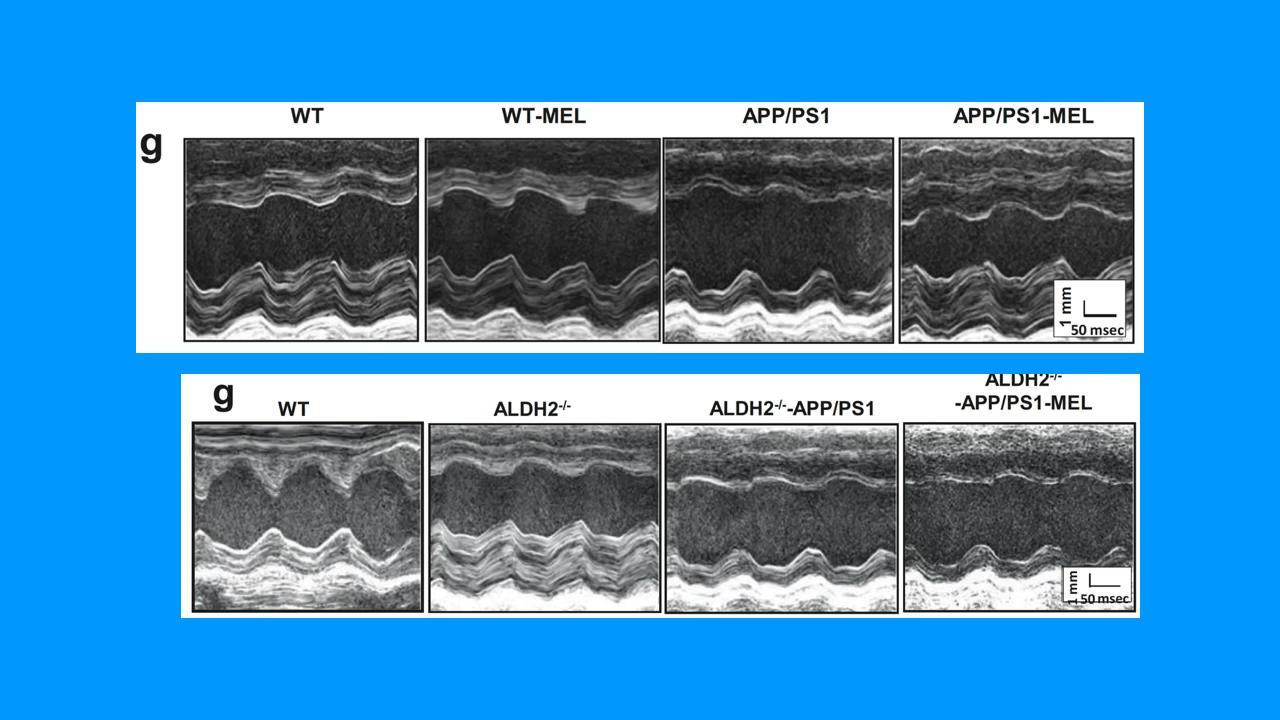 g
WT
WT-MEL
APP/PS1
APP/PS1-MEL
1 mm
50 msec
g
WT
ALDH2-/-
ALDH2-/--APP/PS1
ALDH2-/-
-APP/PS1-MEL
1 mm
50 msec